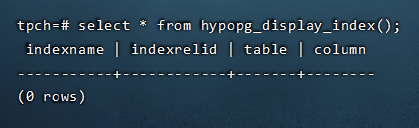 tpch=# select * from hypopg_display_index();
 indexname | indexrelid | table | column
-----------+------------+-------+--------
(0 rows)